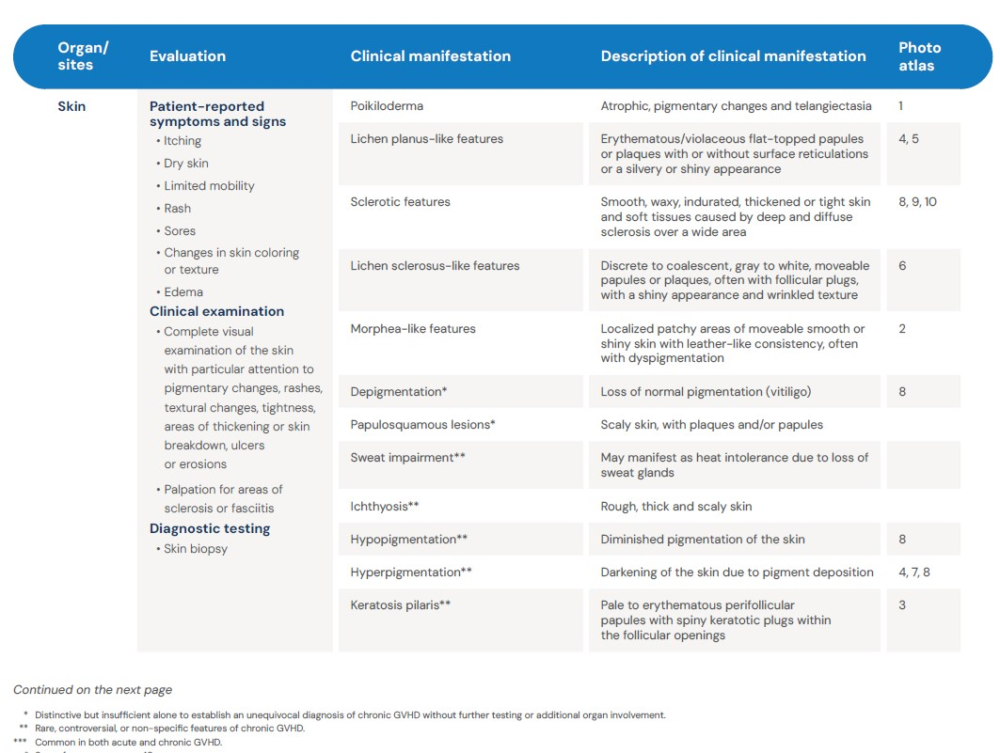 Organ/
sites
Evaluation
Clinical manifestation
Description of clinical manifestation
Photo
atlas
Skin
Patient-reported
symptoms and signs
• Itching
• Dry skin
• Limited mobility
• Rash
• Sores
• Changes in skin coloring
or texture
• Edema
Clinical examination
• Complete visual
examination of the skin
with particular attention to
pigmentary changes, rashes,
textural changes, tightness,
areas of thickening or skin
breakdown, ulcers
or erosions
• Palpation for areas of
sclerosis or fasciitis
Diagnostic testing
• Skin biopsy
Poikiloderma
Atrophic, pigmentary changes and telangiectasia
1
Lichen planus-like features
Erythematous/violaceous flat-topped papules
or plaques with or without surface reticulations
or a silvery or shiny appearance
4, 5
Sclerotic features
Smooth, waxy, indurated, thickened or tight skin
and soft tissues caused by deep and diffuse
sclerosis over a wide area
8, 9, 10
Lichen sclerosus-like features
Discrete to coalescent, gray to white, moveable
papules or plaques, often with follicular plugs,
with a shiny appearance and wrinkled texture
6
Morphea-like features
Localized patchy areas of moveable smooth or
shiny skin with leather-like consistency, often
with dyspigmentation
2
Depigmentation*
Loss of normal pigmentation (vitiligo)
8
Papulosquamous lesions*
Scaly skin, with plaques and/or papules
Sweat impairment**
May manifest as heat intolerance due to loss of
sweat glands
Ichthyosis**
Rough, thick and scaly skin
Hypopigmentation**
Diminished pigmentation of the skin
8
Hyperpigmentation**
Darkening of the skin due to pigment deposition
4, 7, 8
Keratosis pilaris**
Pale to erythematous perifollicular
papules with spiny keratotic plugs within
the follicular openings
3
Continued on the next page
* Distinctive but insufficient alone to establish an unequivocal diagnosis of chronic GVHD without further testing or additional organ involvement.
** Rare, controversial, or non-specific features of chronic GVHD.
*** Common in both acute and chronic GVHD.